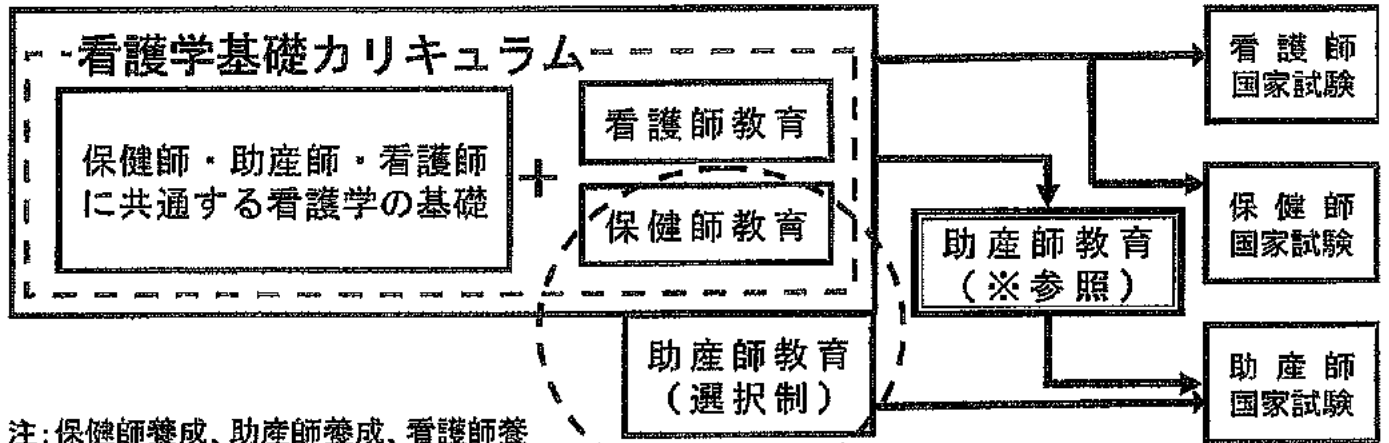 看護学基礎カリキュラム
保健師・助産師・看護師
に共通する看護学の基礎
+
看護師教育
保健師教育
助産師教育
(選択制)
助産師教育
(※参照)
看護師
国家試験
保健師
国家試験
助産師
国家試験
注:保健師養成、助産師養成、看護師養